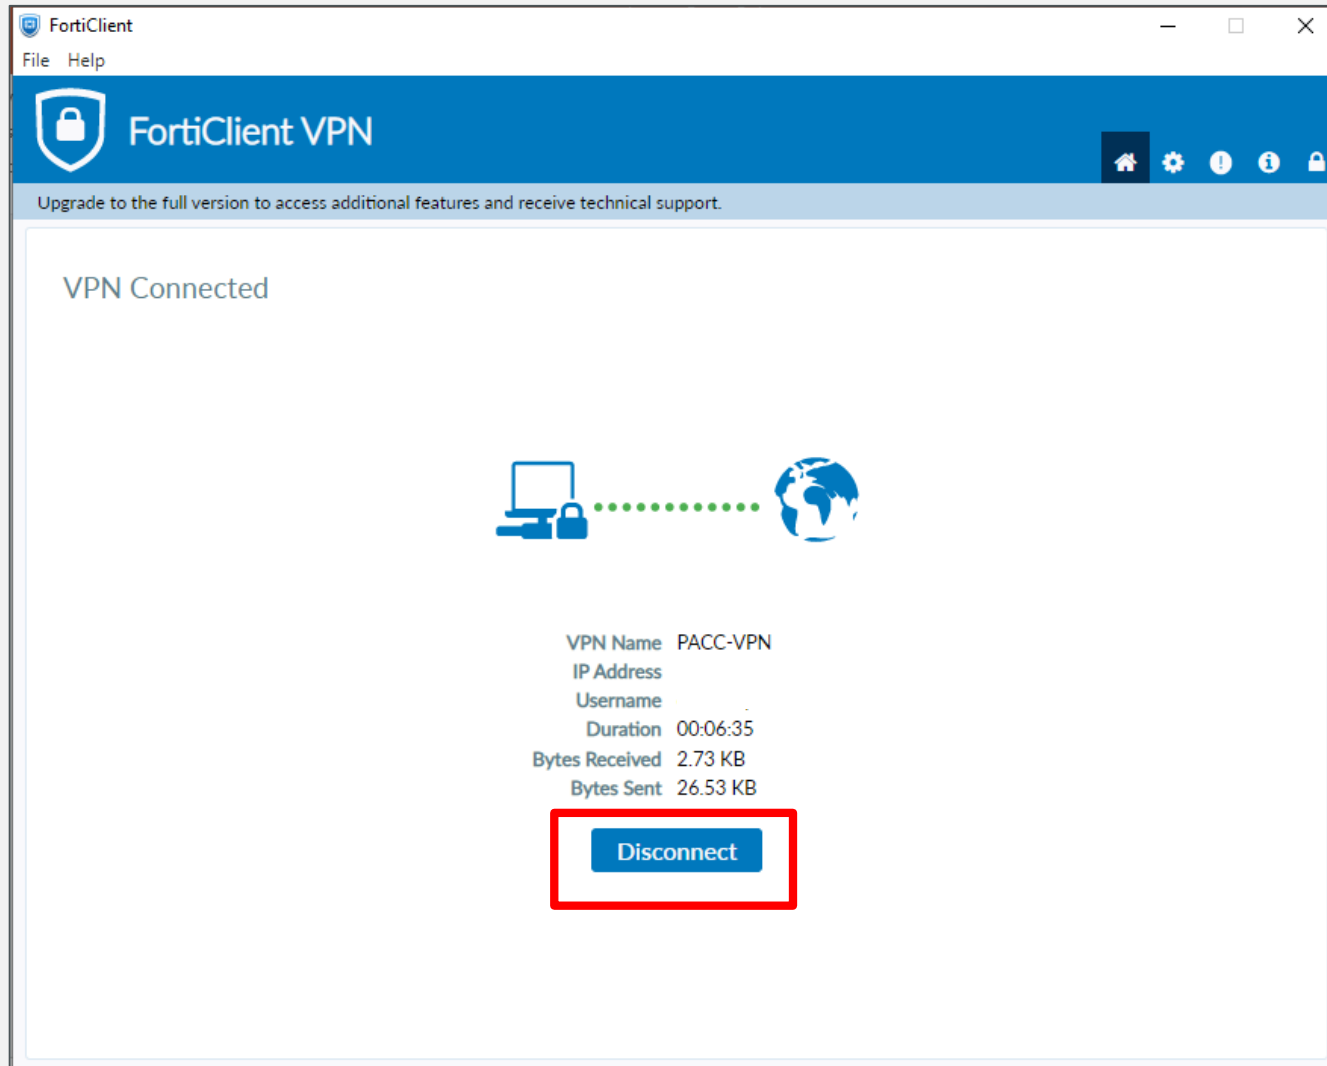 FortiClient
File Help
FortiClient VPN
Upgrade to the full version to access additional features and receive technical support.
VPN Connected
VPN Name PACC-VPN
IP Address
Username
Duration 00:06:35
Bytes Received 2.73 KB
Bytes Sent 26.53 KB
Disconnect